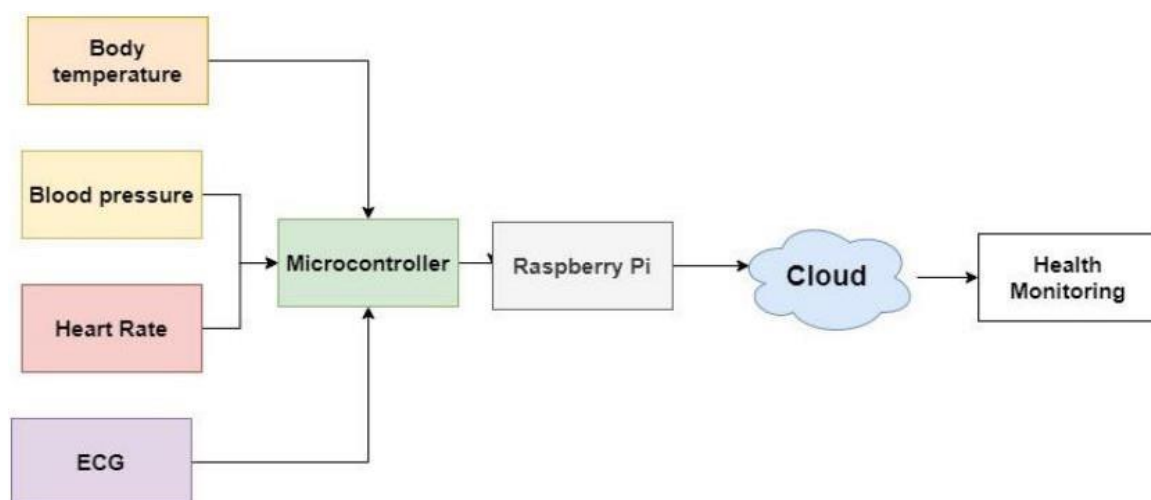 Body
temperature
Blood pressure
Heart Rate
ECG
Microcontroller
Raspberry Pi
Cloud
Health
Monitoring